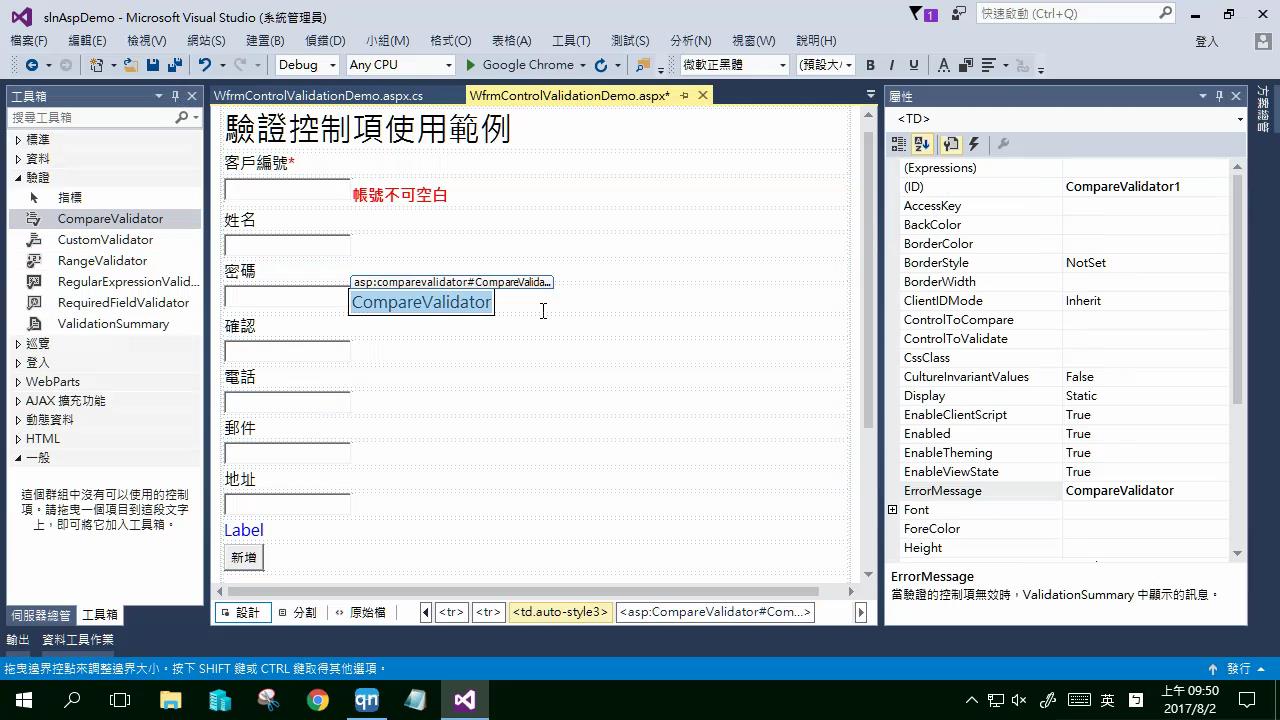 slnAspDemo - Microsoft Visual Studio (系統管理員)
1
快速啟動 (Ctrl+Q)
檔案(F) 編輯(E) 檢視(V) 網站(S) 建置(B) 偵錯(D) 小組(M) 格式(O) 表格(A) 工具(T) 測試(S) 分析(N) 視窗(W) 說明(H)
登入
Debug Any CPU Google Chrome 微軟正黑體 (預設大/ B I U A
工具箱
搜尋工具箱
標準
資料
驗證
指標
CompareValidator
CustomValidator
RangeValidator
RegularExpressionValid...
RequiredFieldValidator
ValidationSummary
巡覽
登入
WebParts
AJAX 擴充功能
動態資料
HTML
一般
這個群組中沒有可以使用的控制
項。請拖曳一個項目到這段文字
上，即可將它加入工具箱。
伺服器總管 工具箱
WfrmControlValidationDemo.aspx.cs WfrmControlValidationDemo.aspx*
驗證控制項使用範例
客戶編號*
帳號不可空白
姓名
密碼
asp:comparevalidator#CompareValida...
CompareValidator
確認
電話
郵件
地址
Label
新增
設計 分割 原始檔 <tr> <tr> <td.auto-style3> <asp:CompareValidator#Com...>
屬性
<TD>
(Expressions)
(ID) CompareValidator1
AccessKey
BackColor
BorderColor
BorderStyle NotSet
BorderWidth
ClientIDMode Inherit
ControlToCompare
ControlToValidate
CssClass
CultureInvariantValues False
Display Static
EnableClientScript True
Enabled True
EnableTheming True
EnableViewState True
ErrorMessage CompareValidator
Font
ForeColor
Height
ErrorMessage
當驗證的控制項無效時，ValidationSummary 中顯示的訊息。
方案總管
輸出 資料工具作業
拖曳邊界控點來調整邊界大小。按下 SHIFT 鍵或 CTRL 鍵取得其他選項。
發行
qn
英
上午 09:50
2017/8/2